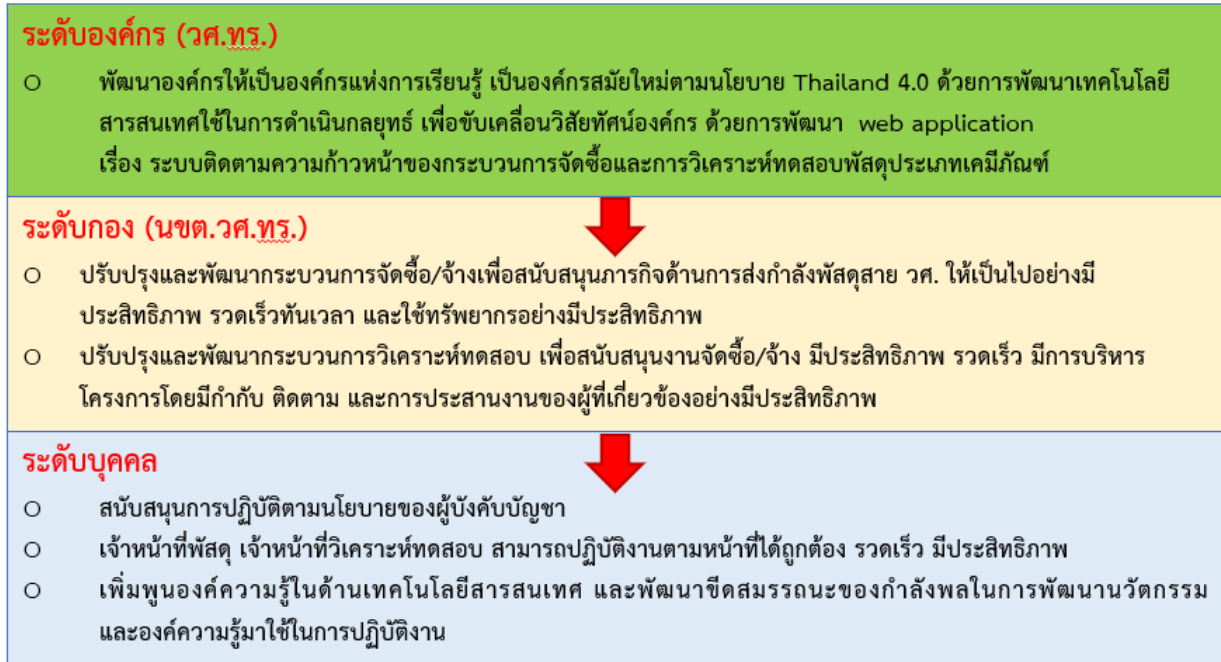 ระดับองค์กร (วศ.ทร.)
○ พัฒนาองค์กรให้เป็นองค์กรแห่งการเรียนรู้ เป็นองค์กรสมัยใหม่ตามนโยบาย Thailand 4.0 ด้วยการพัฒนาเทคโนโลยี
สารสนเทศใช้ในการดำเนินกลยุทธ์ เพื่อขับเคลื่อนวิสัยทัศน์องค์กร ด้วยการพัฒนา web application
เรื่อง ระบบติดตามความก้าวหน้าของกระบวนการจัดซื้อและการวิเคราะห์ทดสอบพัสดุประเภทเคมีภัณฑ์
ระดับกอง (นขต.วศ.ทร.)
○ ปรับปรุงและพัฒนากระบวนการจัดซื้อ/จ้างเพื่อสนับสนุนภารกิจด้านการส่งกำลังพัสดุสาย วศ. ให้เป็นไปอย่างมี
ประสิทธิภาพ รวดเร็วทันเวลา และใช้ทรัพยากรอย่างมีประสิทธิภาพ
○ ปรับปรุงและพัฒนากระบวนการวิเคราะห์ทดสอบ เพื่อสนับสนุนงานจัดซื้อ/จ้าง มีประสิทธิภาพ รวดเร็ว มีการบริหาร
โครงการโดยมีกำกับ ติดตาม และการประสานงานของผู้ที่เกี่ยวข้องอย่างมีประสิทธิภาพ
ระดับบุคคล
○ สนับสนุนการปฏิบัติตามนโยบายของผู้บังคับบัญชา
○ เจ้าหน้าที่พัสดุ เจ้าหน้าที่วิเคราะห์ทดสอบ สามารถปฏิบัติงานตามหน้าที่ได้ถูกต้อง รวดเร็ว มีประสิทธิภาพ
○ เพิ่มพูนองค์ความรู้ในด้านเทคโนโลยีสารสนเทศ และพัฒนาขีดสมรรถนะของกำลังพลในการพัฒนานวัตกรรม
และองค์ความรู้มาใช้ในการปฏิบัติงาน